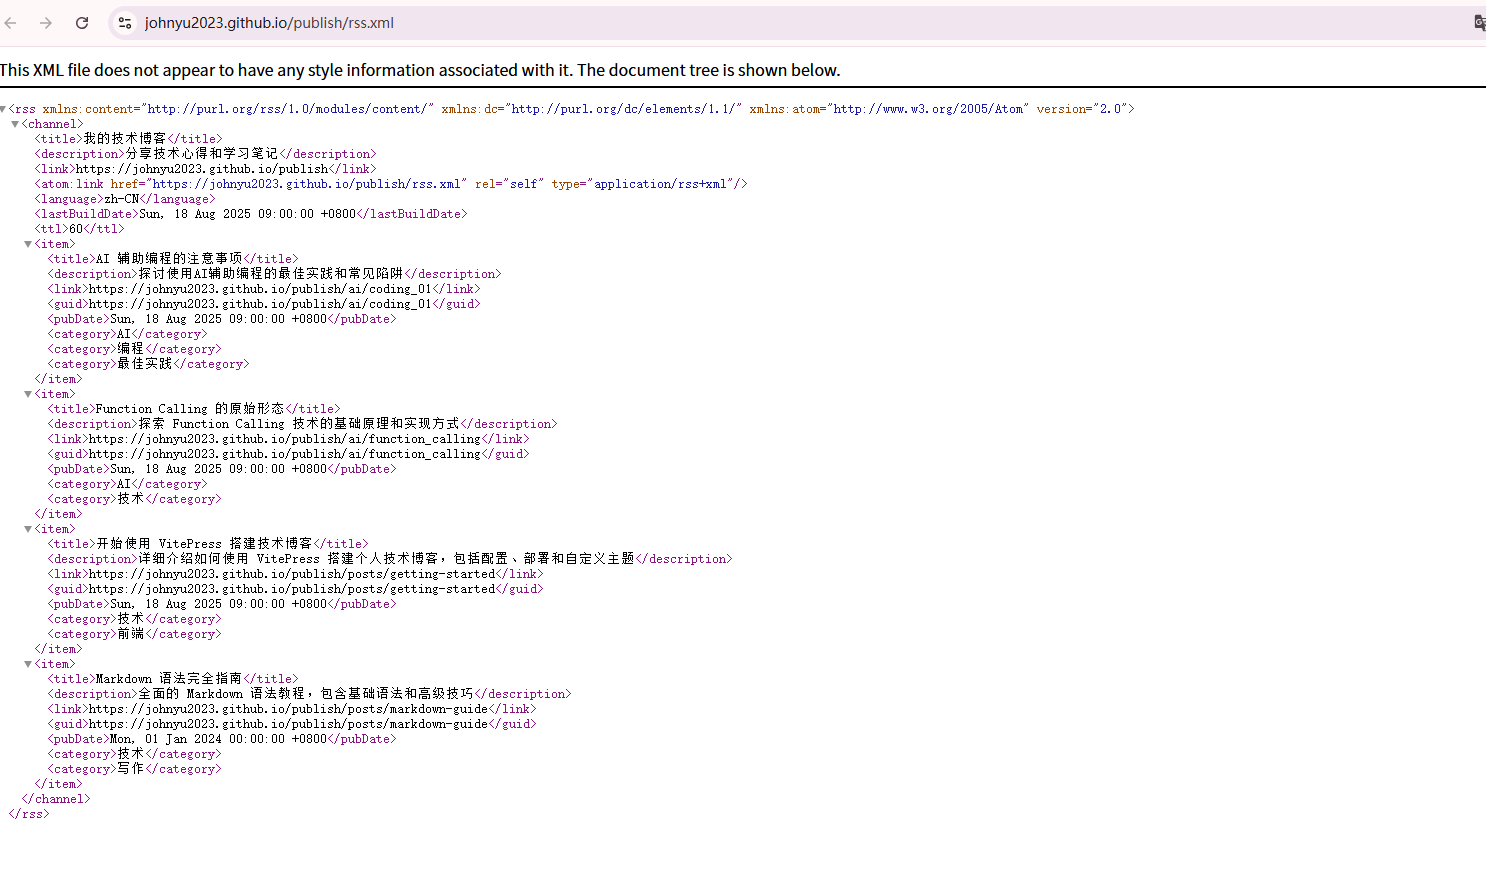 johnyu2023.github.io/publish/rss.xml
This XML file does not appear to have any style information associated with it. The document tree is shown below.
<rss xmlns:content="http://purl.org/rss/1.0/modules/content/" xmlns:dc="http://purl.org/dc/elements/1.1/" xmlns:atom="http://www.w3.org/2005/Atom" version="2.0">
<channel>
<title>我的技术博客</title>
<description>分享技术心得和学习笔记</description>
<link>https://johnyu2023.github.io/publish</link>
<atom:link href="https://johnyu2023.github.io/publish/rss.xml" rel="self" type="application/rss+xml"/>
<language>zh-CN</language>
<lastBuildDate>Sun, 18 Aug 2025 09:00:00 +0800</lastBuildDate>
<ttl>60</ttl>
<item>
<title>AI 辅助编程的注意事项</title>
<description>探讨使用AI辅助编程的最佳实践和常见陷阱</description>
<link>https://johnyu2023.github.io/publish/ai/coding_01</link>
<guid>https://johnyu2023.github.io/publish/ai/coding_01</guid>
<pubDate>Sun, 18 Aug 2025 09:00:00 +0800</pubDate>
<category>AI</category>
<category>编程</category>
<category>最佳实践</category>
</item>
<item>
<title>Function Calling 的原始形态</title>
<description>探索 Function Calling 技术的基础原理和实现方式</description>
<link>https://johnyu2023.github.io/publish/ai/function_calling</link>
<guid>https://johnyu2023.github.io/publish/ai/function_calling</guid>
<pubDate>Sun, 18 Aug 2025 09:00:00 +0800</pubDate>
<category>AI</category>
<category>技术</category>
</item>
<item>
<title>开始使用 VitePress 搭建技术博客</title>
<description>详细介绍如何使用 VitePress 搭建个人技术博客，包括配置、部署和自定义主题</description>
<link>https://johnyu2023.github.io/publish/posts/getting-started</link>
<guid>https://johnyu2023.github.io/publish/posts/getting-started</guid>
<pubDate>Sun, 18 Aug 2025 09:00:00 +0800</pubDate>
<category>技术</category>
<category>前端</category>
</item>
<item>
<title>Markdown 语法完全指南</title>
<description>全面的 Markdown 语法教程，包含基础语法和高级技巧</description>
<link>https://johnyu2023.github.io/publish/posts/markdown-guide</link>
<guid>https://johnyu2023.github.io/publish/posts/markdown-guide</guid>
<pubDate>Mon, 01 Jan 2024 00:00:00 +0800</pubDate>
<category>技术</category>
<category>写作</category>
</item>
</channel>
</rss>